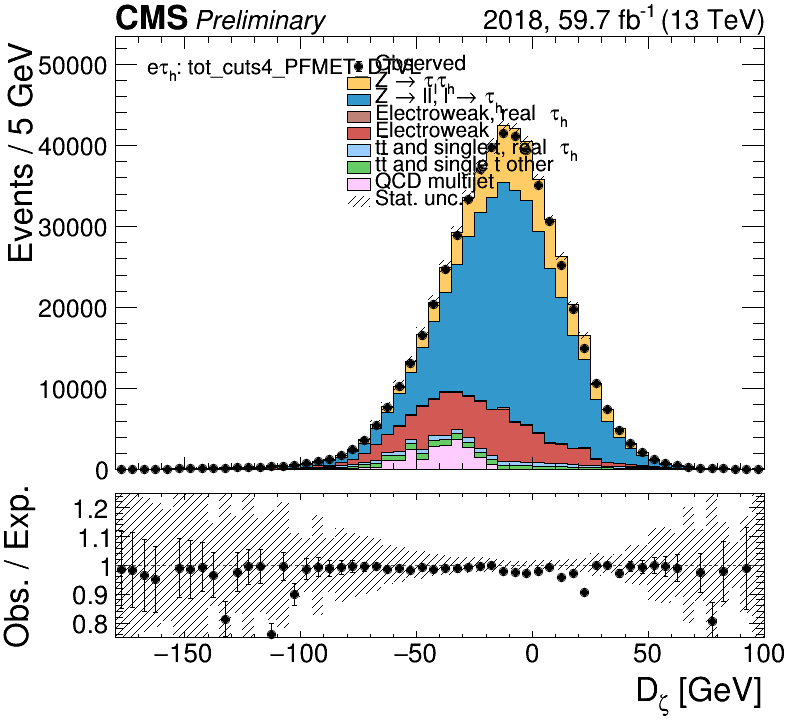 CMS Preliminary 2018, 59.7 fb⁻¹ (13 TeV)
Events / 5 GeV
50000
40000
30000
20000
10000
0
eτh: tot_cuts4_PFMET
Observed
Z → ττh
Z → ll, l → τh
Electroweak, real τh
Electroweak
tt and single t, real τh
tt and single t other
QCD multijet
Stat. unc.
Obs. / Exp.
1.2
1.1
1
0.9
0.8
−150 −100 −50 0 50 100
Dζ [GeV]